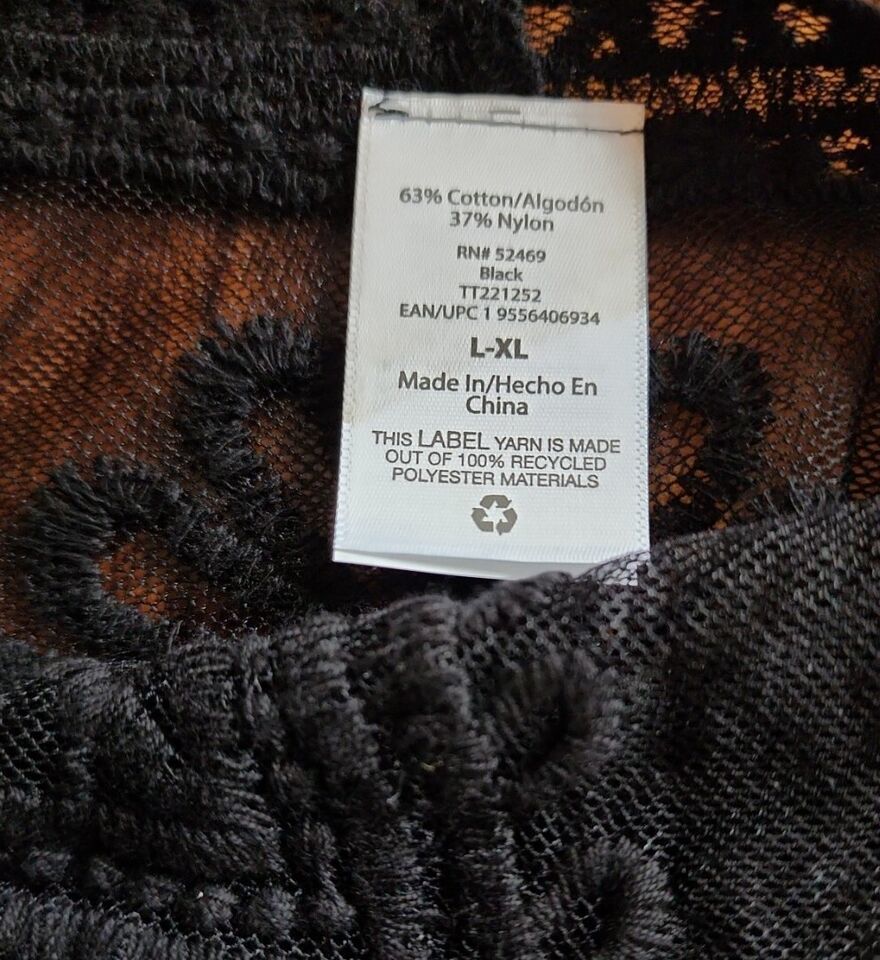 63% Cotton/Algodón
37% Nylon
RN# 52469
Black
TT221252
EAN/UPC 1 9556406934
L-XL
Made In/Hecho En
China
THIS LABEL YARN IS MADE
OUT OF 100% RECYCLED
POLYESTER MATERIALS